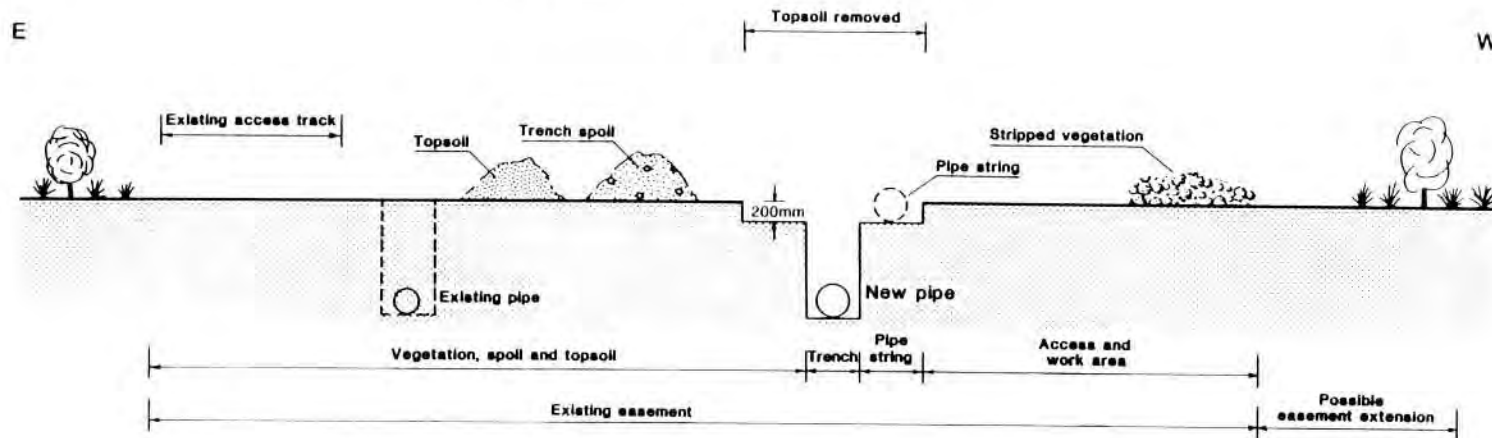 Topsoil removed
E
W
Existing access track
Topsoil
Trench spoil
Stripped vegetation
Pipe string
200mm
Existing pipe
New pipe
Vegetation, spoil and topsoil
Trench
Pipe
string
Access and
work area
Existing easement
Possible
easement extension